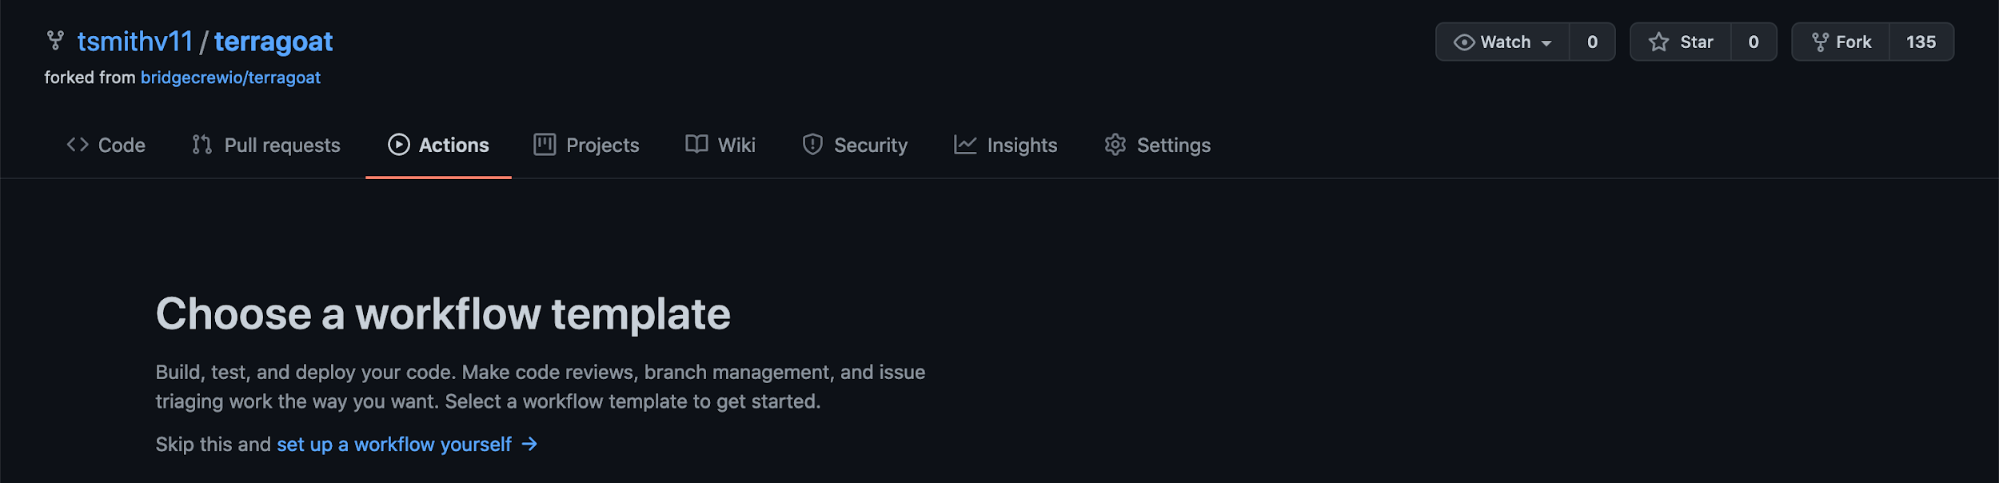 tsmithv11 / terragoat
Watch 0 Star 0 Fork 135
forked from bridgecrewio/terragoat
Code Pull requests Actions Projects Wiki Security Insights Settings
Choose a workflow template
Build, test, and deploy your code. Make code reviews, branch management, and issue
triaging work the way you want. Select a workflow template to get started.
Skip this and set up a workflow yourself →